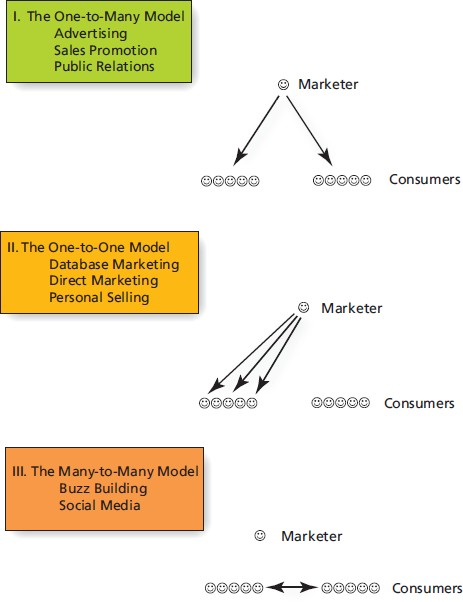 I. The One-to-Many Model
Advertising
Sales Promotion
Public Relations
Marketer
Consumers
II. The One-to-One Model
Database Marketing
Direct Marketing
Personal Selling
Marketer
Consumers
III. The Many-to-Many Model
Buzz Building
Social Media
Marketer
Consumers